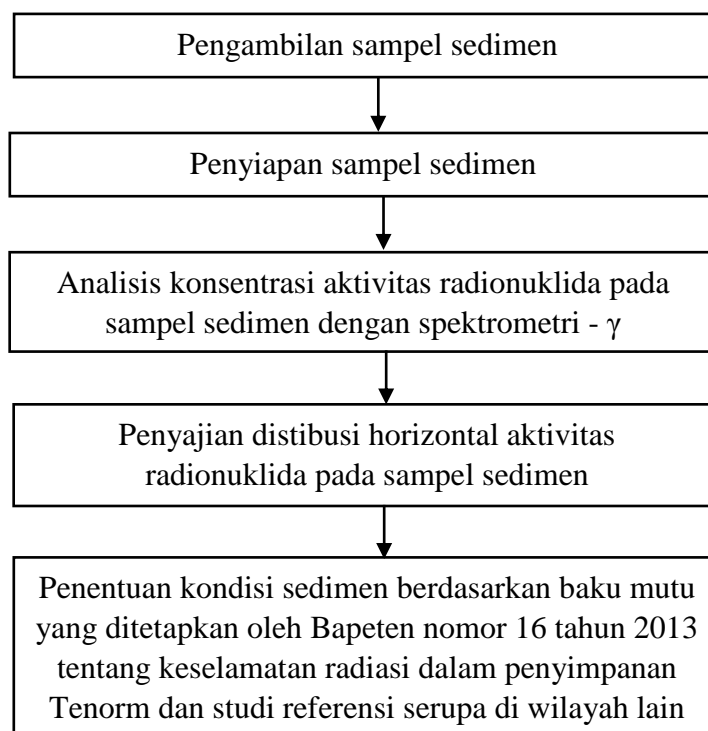 Pengambilan sampel sedimen
Penyiapan sampel sedimen
Analisis konsentrasi aktivitas radionuklida pada
sampel sedimen dengan spektrometri - γ
Penyajian distibusi horizontal aktivitas
radionuklida pada sampel sedimen
Penentuan kondisi sedimen berdasarkan baku mutu
yang ditetapkan oleh Bapeten nomor 16 tahun 2013
tentang keselamatan radiasi dalam penyimpanan
Tenorm dan studi referensi serupa di wilayah lain